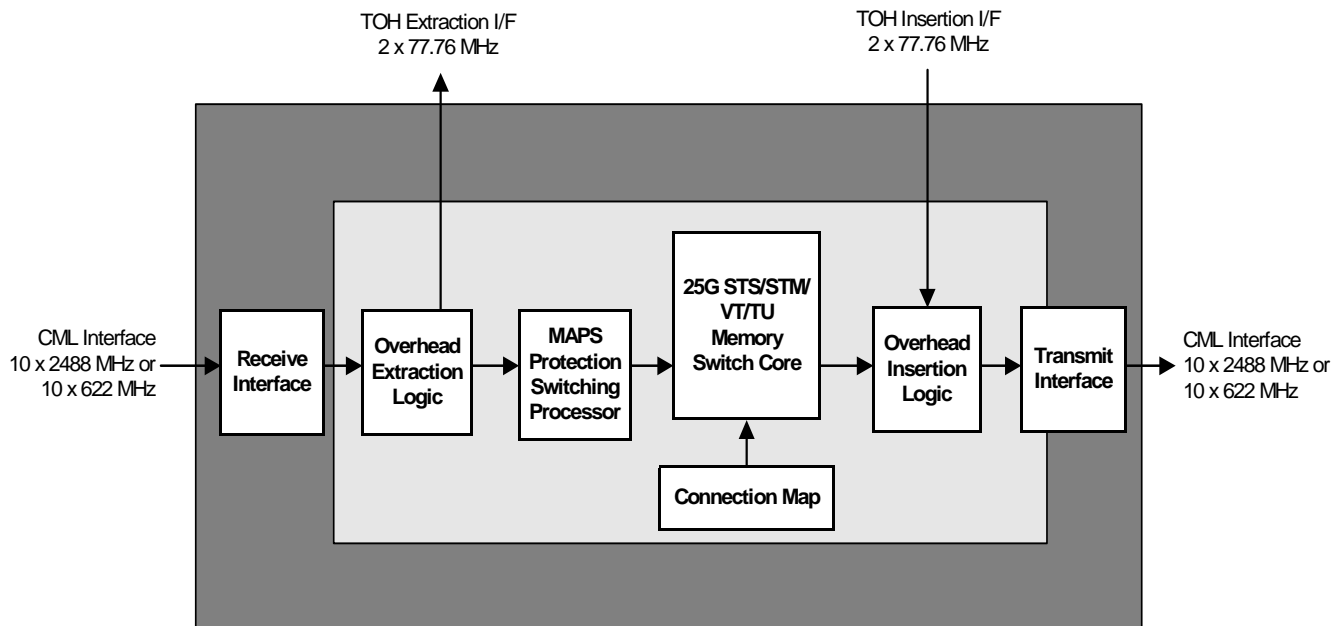 TOH Extraction I/F
2 x 77.76 MHz
TOH Insertion I/F
2 x 77.76 MHz
CML Interface
10 x 2488 MHz or
10 x 622 MHz
Receive
Interface
Overhead
Extraction
Logic
MAPS
Protection
Switching
Processor
25G STS/STM/
VT/TU
Memory
Switch Core
Connection Map
Overhead
Insertion
Logic
Transmit
Interface
CML Interface
10 x 2488 MHz or
10 x 622 MHz